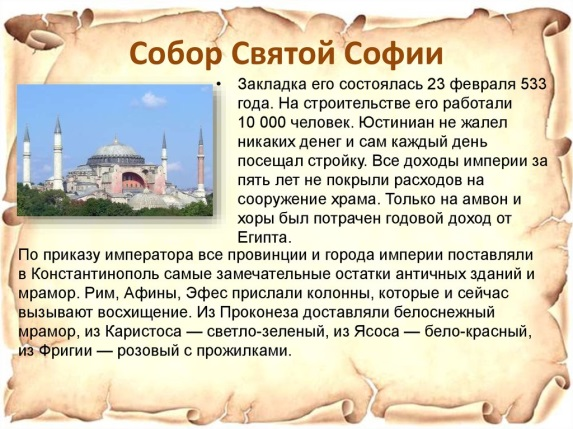 Собор Святой Софии
• Закладка его состоялась 23 февраля 533
года. На строительстве его работали
10 000 человек. Юстиниан не жалел
никаких денег и сам каждый день
посещал стройку. Все доходы империи за
пять лет не покрыли расходов на
сооружение храма. Только на амвон и
хоры был потрачен годовой доход от
Египта.
По приказу императора все провинции и города империи поставляли
в Константинополь самые замечательные остатки античных зданий и
мрамор. Рим, Афины, Эфес прислали колонны, которые и сейчас
вызывают восхищение. Из Проконеза доставляли белоснежный
мрамор, из Каристоса — светло-зеленый, из Ясоса — бело-красный,
из Фригии — розовый с прожилками.